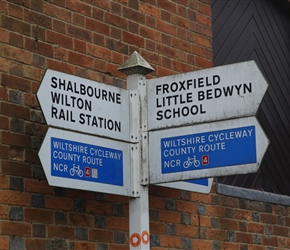 SHALBOURNE
WILTON
RAIL STATION
WILTSHIRE CYCLEWAY
COUNTY ROUTE
NCR 4
FROXFIELD
LITTLE BEDWYN
SCHOOL
WILTSHIRE CYCLEWAY
COUNTY ROUTE
NCR 4